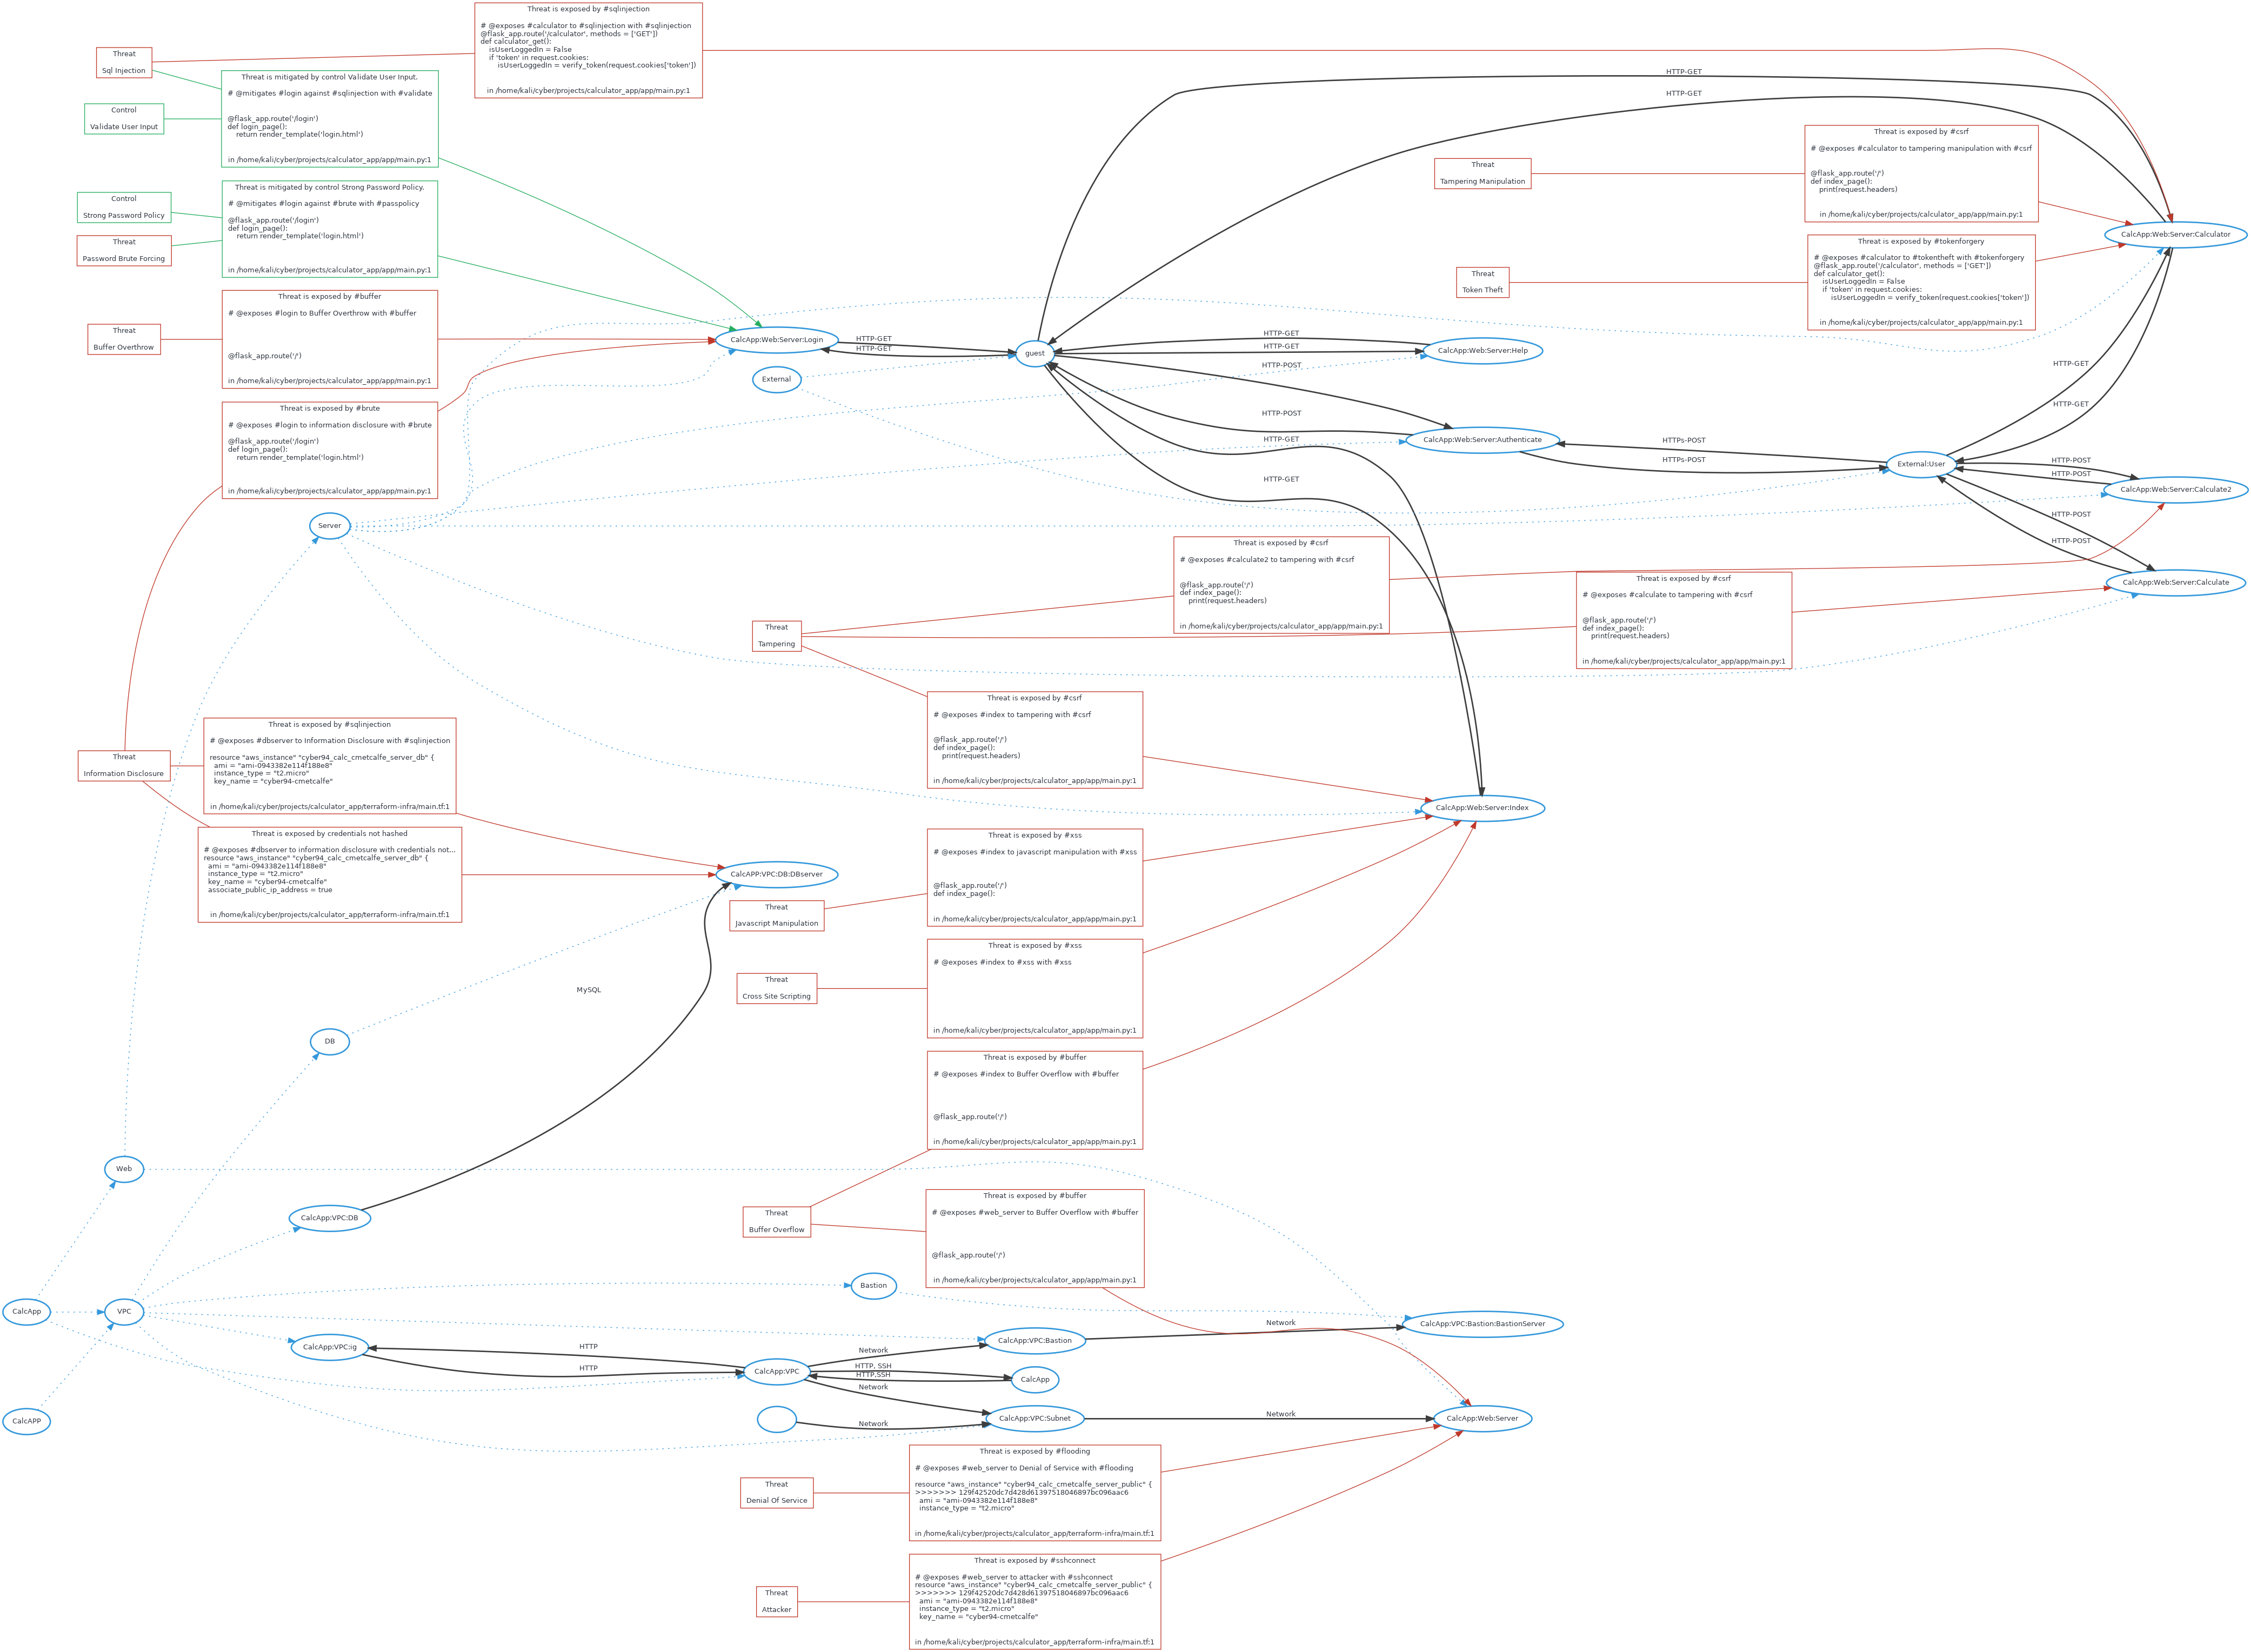 Threat is exposed by #sqlinjection
# @exposes #calculator to #sqlinjection with #sqlinjection
@flask_app.route('/calculator', methods = ['GET'])
def calculator_get():
isUserLoggedIn = False
if 'token' in request.cookies:
isUserLoggedIn = verify_token(request.cookies['token'])
in /home/kali/cyber/projects/calculator_app/app/main.py:1
Threat
Sql Injection
Threat is mitigated by control Validate User Input.
# @mitigates #login against #sqlinjection with #validate
@flask_app.route('/login')
def login_page():
return render_template('login.html')
in /home/kali/cyber/projects/calculator_app/app/main.py:1
Control
Validate User Input
HTTP-GET
HTTP-GET
Threat is exposed by #csrf
# @exposes #calculator to tampering manipulation with #csrf
@flask_app.route('/')
def index_page():
print(request.headers)
in /home/kali/cyber/projects/calculator_app/app/main.py:1
Threat
Tampering Manipulation
Threat is mitigated by control Strong Password Policy.
# @mitigates #login against #brute with #passpolicy
@flask_app.route('/login')
def login_page():
return render_template('login.html')
in /home/kali/cyber/projects/calculator_app/app/main.py:1
Control
Strong Password Policy
Threat
Password Brute Forcing
CalcApp:Web:Server:Calculator
Threat is exposed by #tokenforgery
# @exposes #calculator to #tokentheft with #tokenforgery
@flask_app.route('/calculator', methods = ['GET'])
def calculator_get():
isUserLoggedIn = False
if 'token' in request.cookies:
isUserLoggedIn = verify_token(request.cookies['token'])
in /home/kali/cyber/projects/calculator_app/app/main.py:1
Threat
Token Theft
Threat is exposed by #buffer
# @exposes #login to Buffer Overthrow with #buffer
@flask_app.route('/')
in /home/kali/cyber/projects/calculator_app/app/main.py:1
Threat
Buffer Overthrow
CalcApp:Web:Server:Login
HTTP-GET
HTTP-GET
guest
HTTP-GET
HTTP-GET
HTTP-POST
CalcApp:Web:Server:Help
External
HTTP-GET
HTTP-GET
Threat is exposed by #brute
# @exposes #login to information disclosure with #brute
@flask_app.route('/login')
def login_page():
return render_template('login.html')
in /home/kali/cyber/projects/calculator_app/app/main.py:1
HTTP-POST
HTTP-GET
CalcApp:Web:Server:Authenticate
HTTPs-POST
HTTPs-POST
External:User
HTTP-POST
HTTP-POST
HTTP-GET
CalcApp:Web:Server:Calculate2
HTTP-POST
HTTP-POST
Server
Threat is exposed by #csrf
# @exposes #calculate2 to tampering with #csrf
@flask_app.route('/')
def index_page():
print(request.headers)
in /home/kali/cyber/projects/calculator_app/app/main.py:1
Threat is exposed by #csrf
# @exposes #calculate to tampering with #csrf
@flask_app.route('/')
def index_page():
print(request.headers)
in /home/kali/cyber/projects/calculator_app/app/main.py:1
CalcApp:Web:Server:Calculate
Threat
Tampering
Threat is exposed by #csrf
# @exposes #index to tampering with #csrf
@flask_app.route('/')
def index_page():
print(request.headers)
in /home/kali/cyber/projects/calculator_app/app/main.py:1
Threat is exposed by #sqlinjection
# @exposes #dbserver to Information Disclosure with #sqlinjection
resource "aws_instance" "cyber94_calc_cmetcalfe_server_db" {
ami = "ami-0943382e114f188e8"
instance_type = "t2.micro"
key_name = "cyber94-cmetcalfe"
in /home/kali/cyber/projects/calculator_app/terraform-infra/main.tf:1
Threat
Information Disclosure
CalcApp:Web:Server:Index
Threat is exposed by credentials not hashed
# @exposes #dbserver to information disclosure with credentials not...
resource "aws_instance" "cyber94_calc_cmetcalfe_server_db" {
ami = "ami-0943382e114f188e8"
instance_type = "t2.micro"
key_name = "cyber94-cmetcalfe"
associate_public_ip_address = true
in /home/kali/cyber/projects/calculator_app/terraform-infra/main.tf:1
Threat is exposed by #xss
# @exposes #index to javascript manipulation with #xss
@flask_app.route('/')
def index_page():
in /home/kali/cyber/projects/calculator_app/app/main.py:1
CalcAPP:VPC:DB:DBserver
Threat
Javascript Manipulation
Threat is exposed by #xss
# @exposes #index to #xss with #xss
in /home/kali/cyber/projects/calculator_app/app/main.py:1
Threat
Cross Site Scripting
MySQL
DB
Threat is exposed by #buffer
# @exposes #index to Buffer Overflow with #buffer
@flask_app.route('/')
in /home/kali/cyber/projects/calculator_app/app/main.py:1
Web
CalcApp:VPC:DB
Threat
Buffer Overflow
Threat is exposed by #buffer
# @exposes #web_server to Buffer Overflow with #buffer
@flask_app.route('/')
in /home/kali/cyber/projects/calculator_app/app/main.py:1
Bastion
CalcApp
VPC
CalcApp:VPC:ig
HTTP
HTTP
CalcApp:VPC
Network
HTTP, SSH
HTTP,SSH
Network
CalcApp:VPC:Bastion
Network
CalcApp:VPC:Bastion:BastionServer
CalcApp
CalcAPP
Network
CalcApp:VPC:Subnet
Network
CalcApp:Web:Server
Threat is exposed by #flooding
# @exposes #web_server to Denial of Service with #flooding
resource "aws_instance" "cyber94_calc_cmetcalfe_server_public" {
>>>>>>> 129f42520dc7d428d61397518046897bc096aac6
ami = "ami-0943382e114f188e8"
instance_type = "t2.micro"
in /home/kali/cyber/projects/calculator_app/terraform-infra/main.tf:1
Threat
Denial Of Service
Threat is exposed by #sshconnect
# @exposes #web_server to attacker with #sshconnect
resource "aws_instance" "cyber94_calc_cmetcalfe_server_public" {
>>>>>>> 129f42520dc7d428d61397518046897bc096aac6
ami = "ami-0943382e114f188e8"
instance_type = "t2.micro"
key_name = "cyber94-cmetcalfe"
in /home/kali/cyber/projects/calculator_app/terraform-infra/main.tf:1
Threat
Attacker